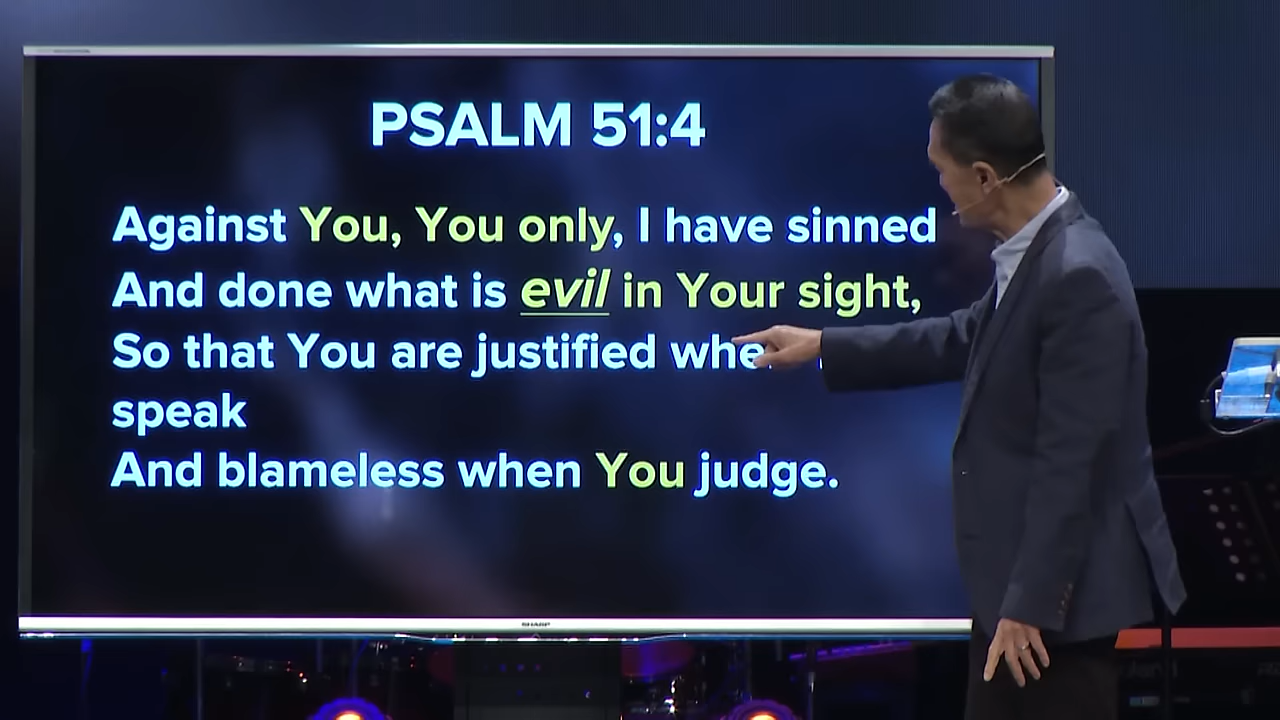 PSALM 51:4
Against You, You only, I have sinned
And done what is evil in Your sight,
So that You are justified
speak
And blameless when You judge.
SHARP